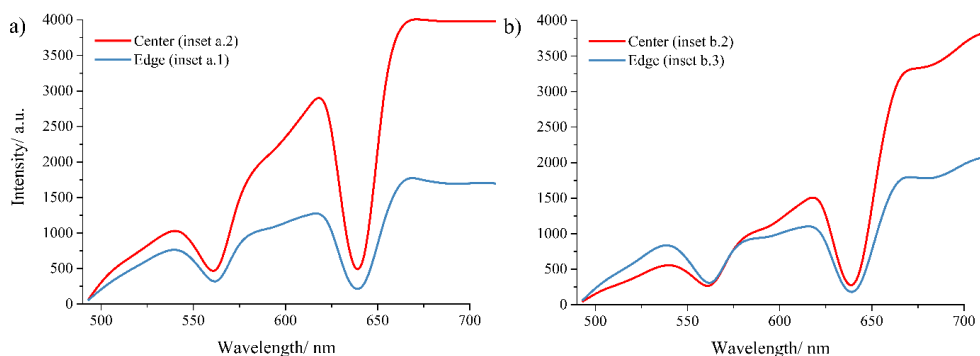 a)
Center (inset a.2)
Edge (inset a.1)
4000
3500
3000
2500
2000
1500
1000
500
0
Intensity/ a.u.
500 550 600 650 700
Wavelength/ nm
b)
Center (inset b.2)
Edge (inset b.3)
4000
3500
3000
2500
2000
1500
1000
500
0
500 550 600 650 700
Wavelength/ nm